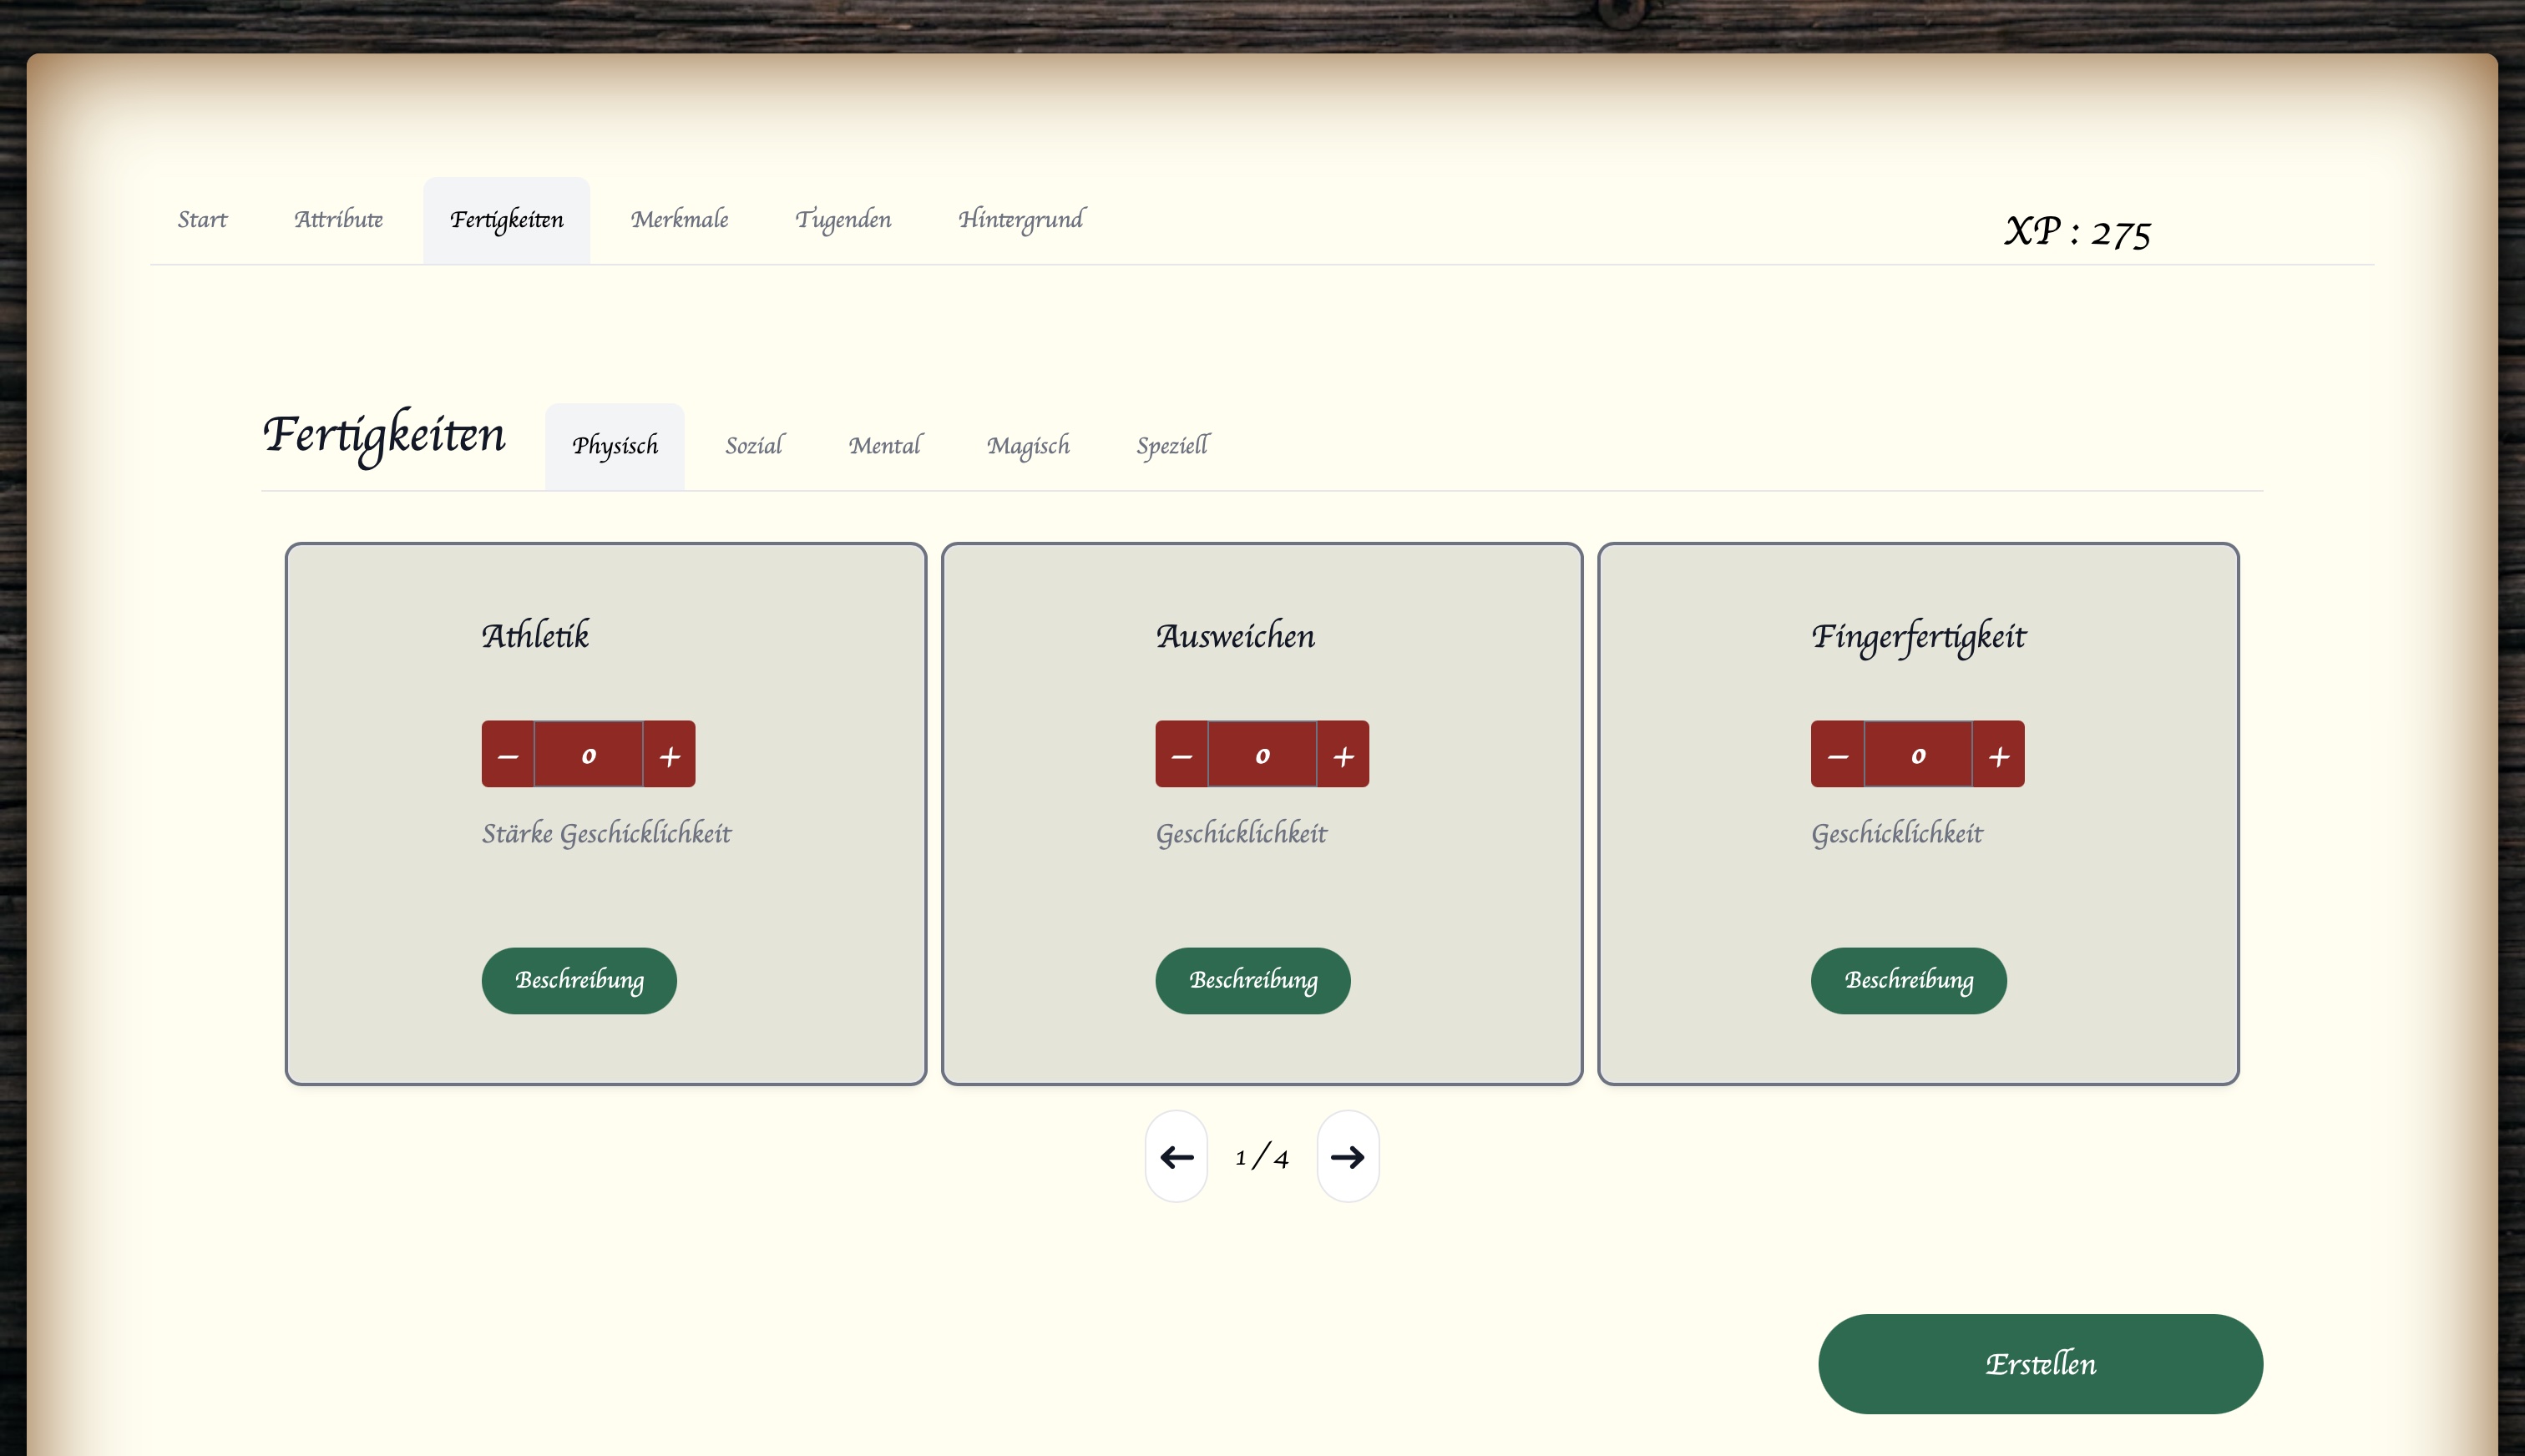 Start Attribute Fertigkeiten Merkmale Tugenden Hintergrund XP : 275
Fertigkeiten Physisch Sozial Mental Magisch Speziell
Athletik
– 0 +
Stärke Geschicklichkeit
Beschreibung
Ausweichen
– 0 +
Geschicklichkeit
Beschreibung
Fingerfertigkeit
– 0 +
Geschicklichkeit
Beschreibung
← 1 / 4 →
Erstellen